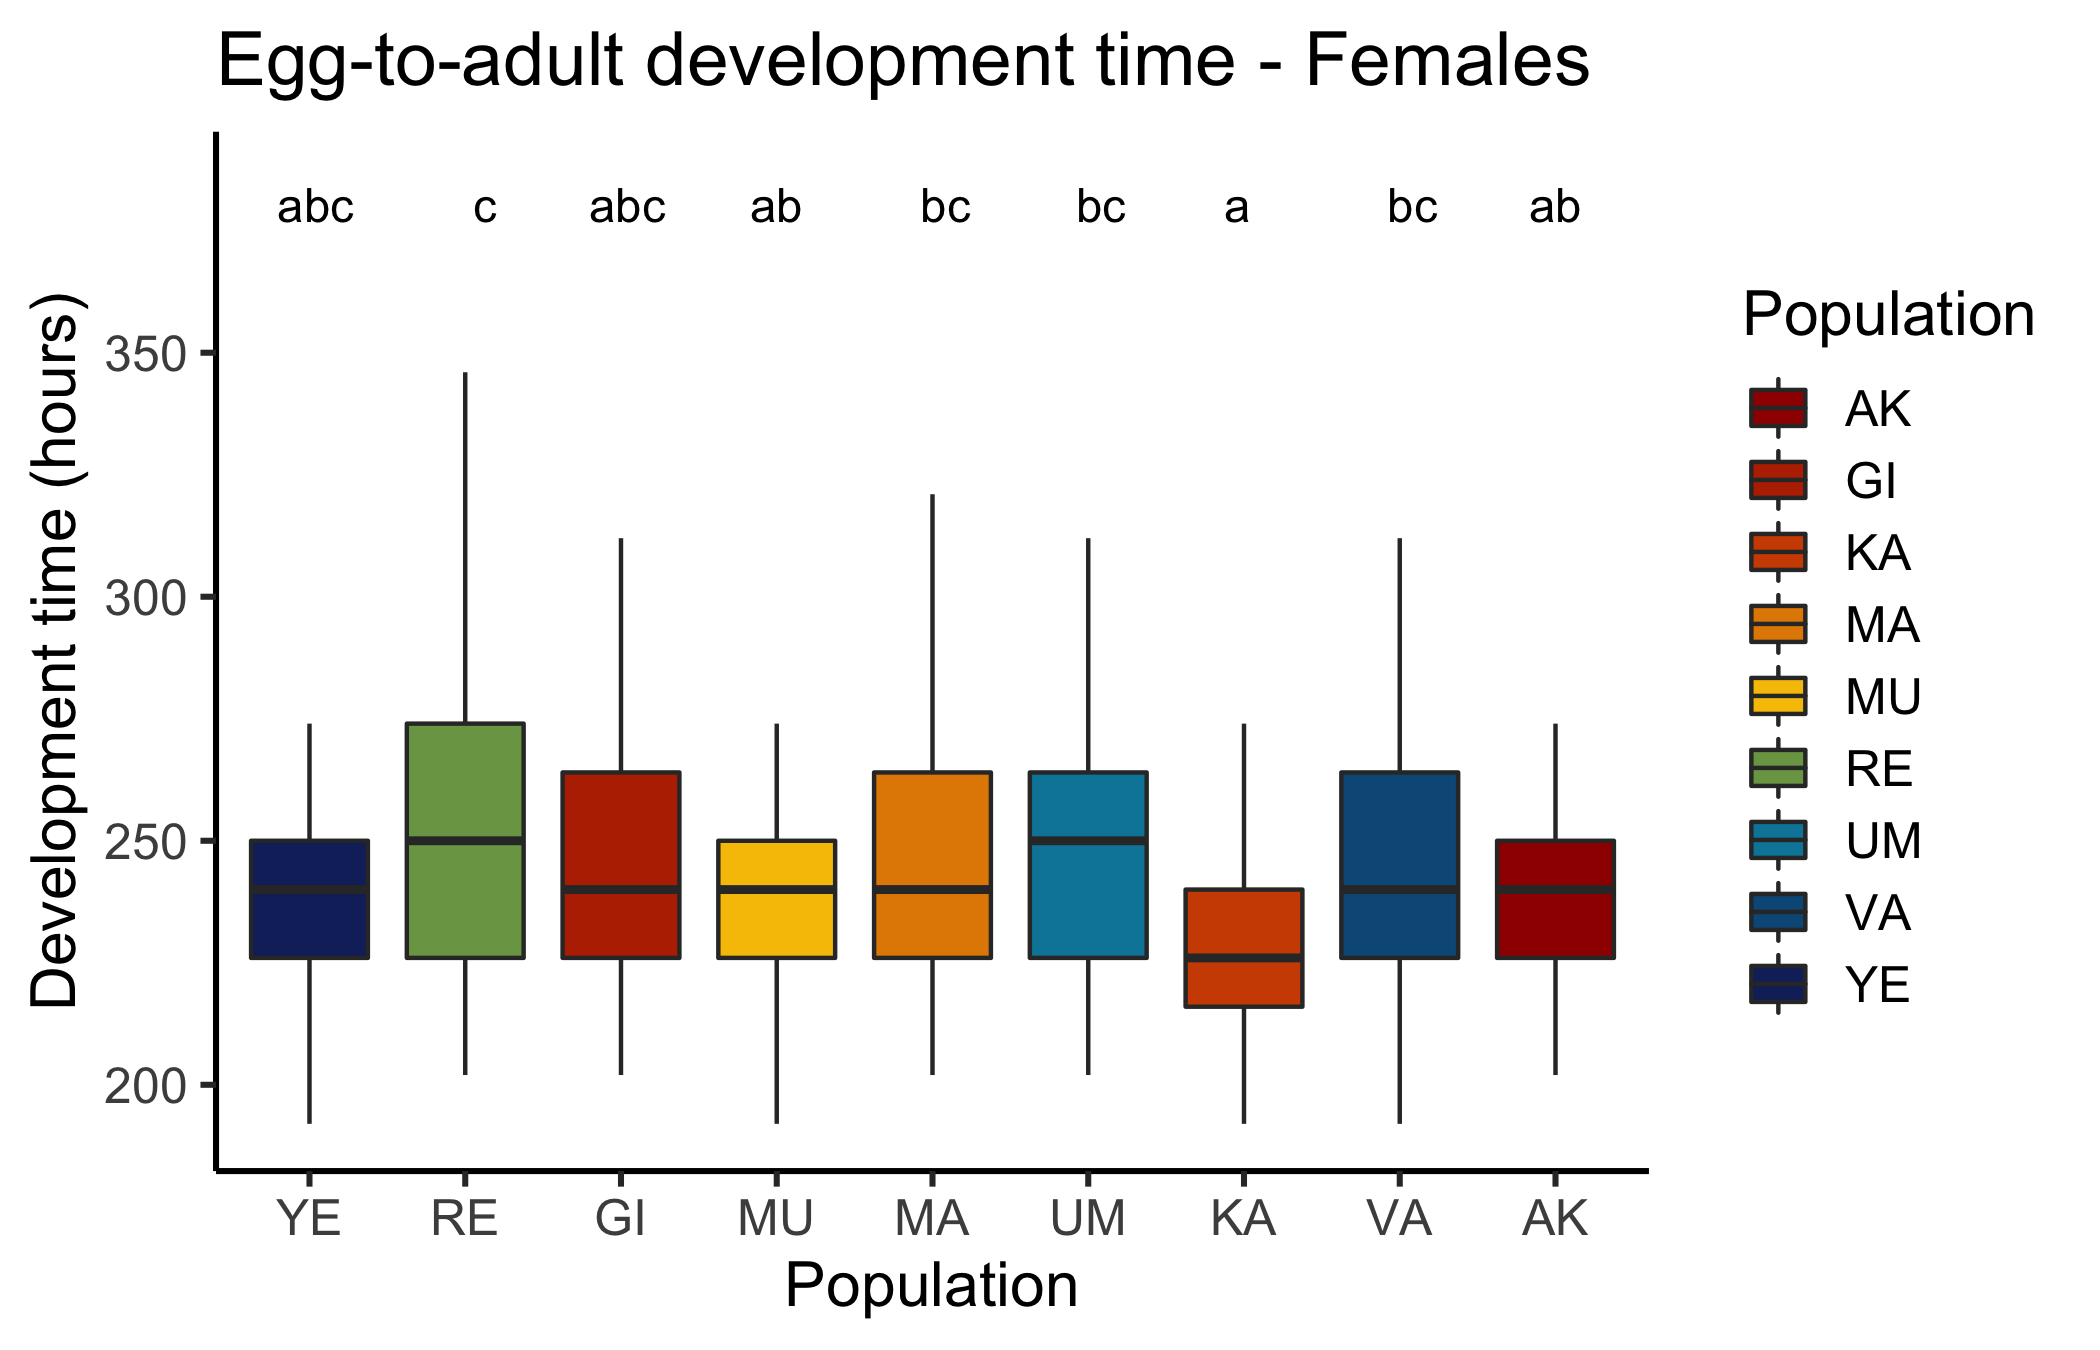 Egg-to-adult development time - Females
abc c abc ab bc bc a bc ab
Development time (hours)
350
300
250
200
YE RE GI MU MA UM KA VA AK
Population
Population
AK
GI
KA
MA
MU
RE
UM
VA
YE